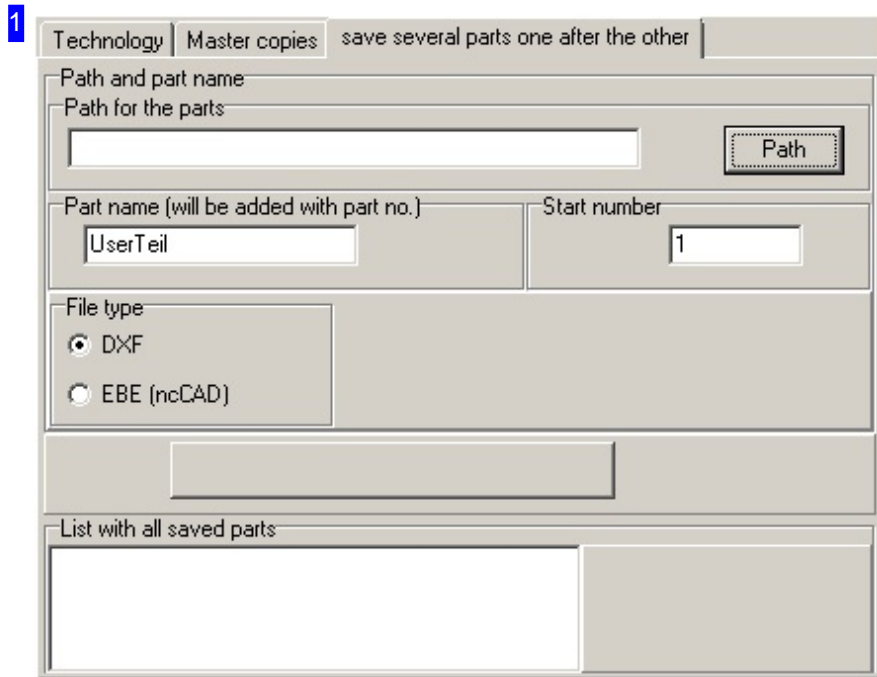 1
Technology Master copies save several parts one after the other
Path and part name
Path for the parts
Path
Part name (will be added with part no.) Start number
UserTeil 1
File type
DXF
EBE (ncCAD)
List with all saved parts